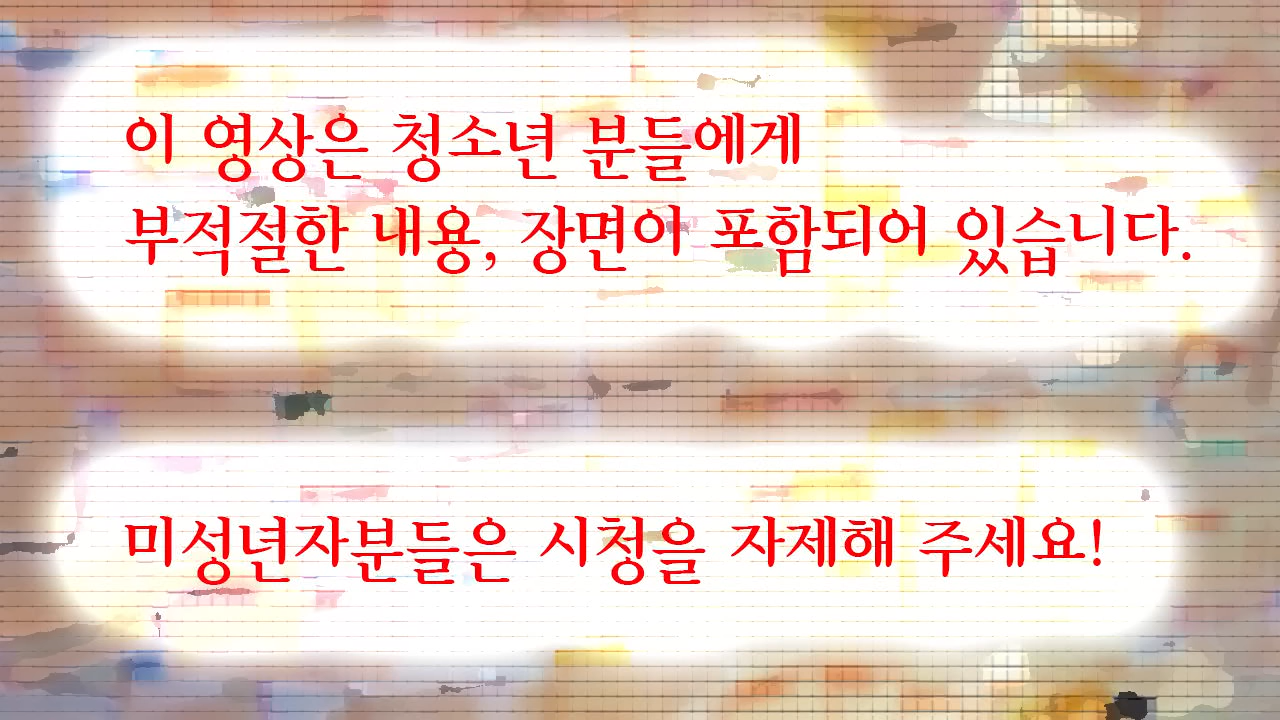 이 영상은 청소년 분들에게
부적절한 내용, 장면이 포함되어 있습니다.
미성년자분들은 시청을 자제해 주세요!